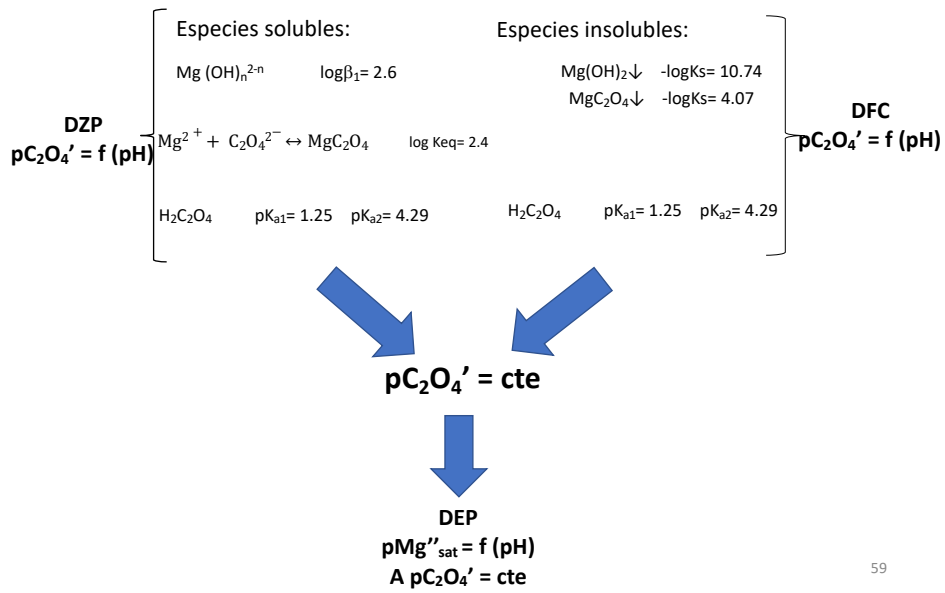 Especies solubles:
Especies insolubles:
Mg (OH)ₙ²⁻ⁿ logβ₁= 2.6
Mg(OH)₂↓ -logKs= 10.74
MgC₂O₄↓ -logKs= 4.07
DZP
pC₂O₄’ = f (pH)
Mg²⁺ + C₂O₄²⁻ ↔ MgC₂O₄ log Keq= 2.4
DFC
pC₂O₄’ = f (pH)
H₂C₂O₄ pKₐ₁= 1.25 pKₐ₂= 4.29
H₂C₂O₄ pKₐ₁= 1.25 pKₐ₂= 4.29
pC₂O₄’ = cte
DEP
pMg’’ₛₐₜ = f (pH)
A pC₂O₄’ = cte
59